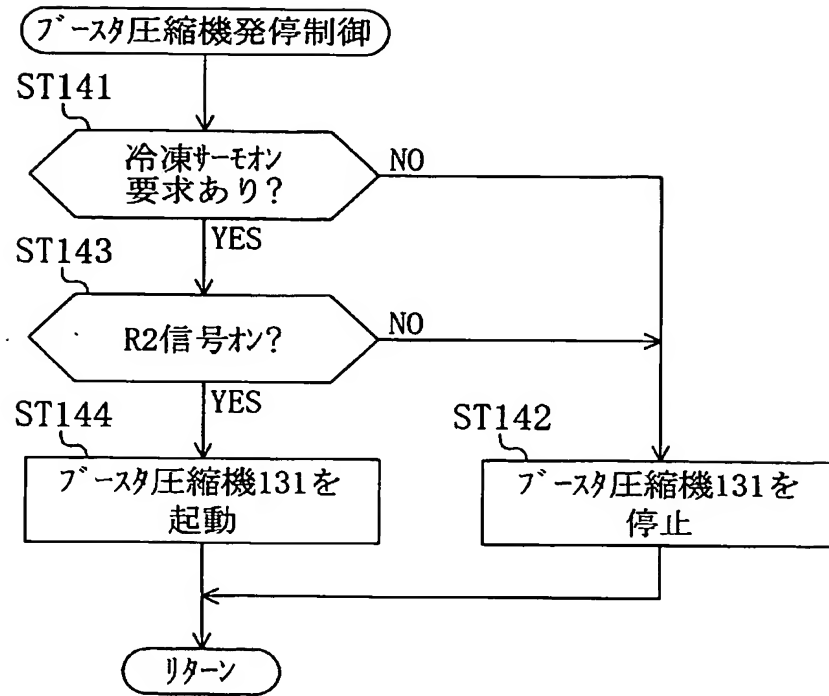 ブースタ圧縮機発停制御
ST141
冷凍サーモオン
要求あり?
NO
YES
ST143
R2信号オン?
NO
YES
ST144
ブースタ圧縮機131を
起動
ST142
ブースタ圧縮機131を
停止
リターン